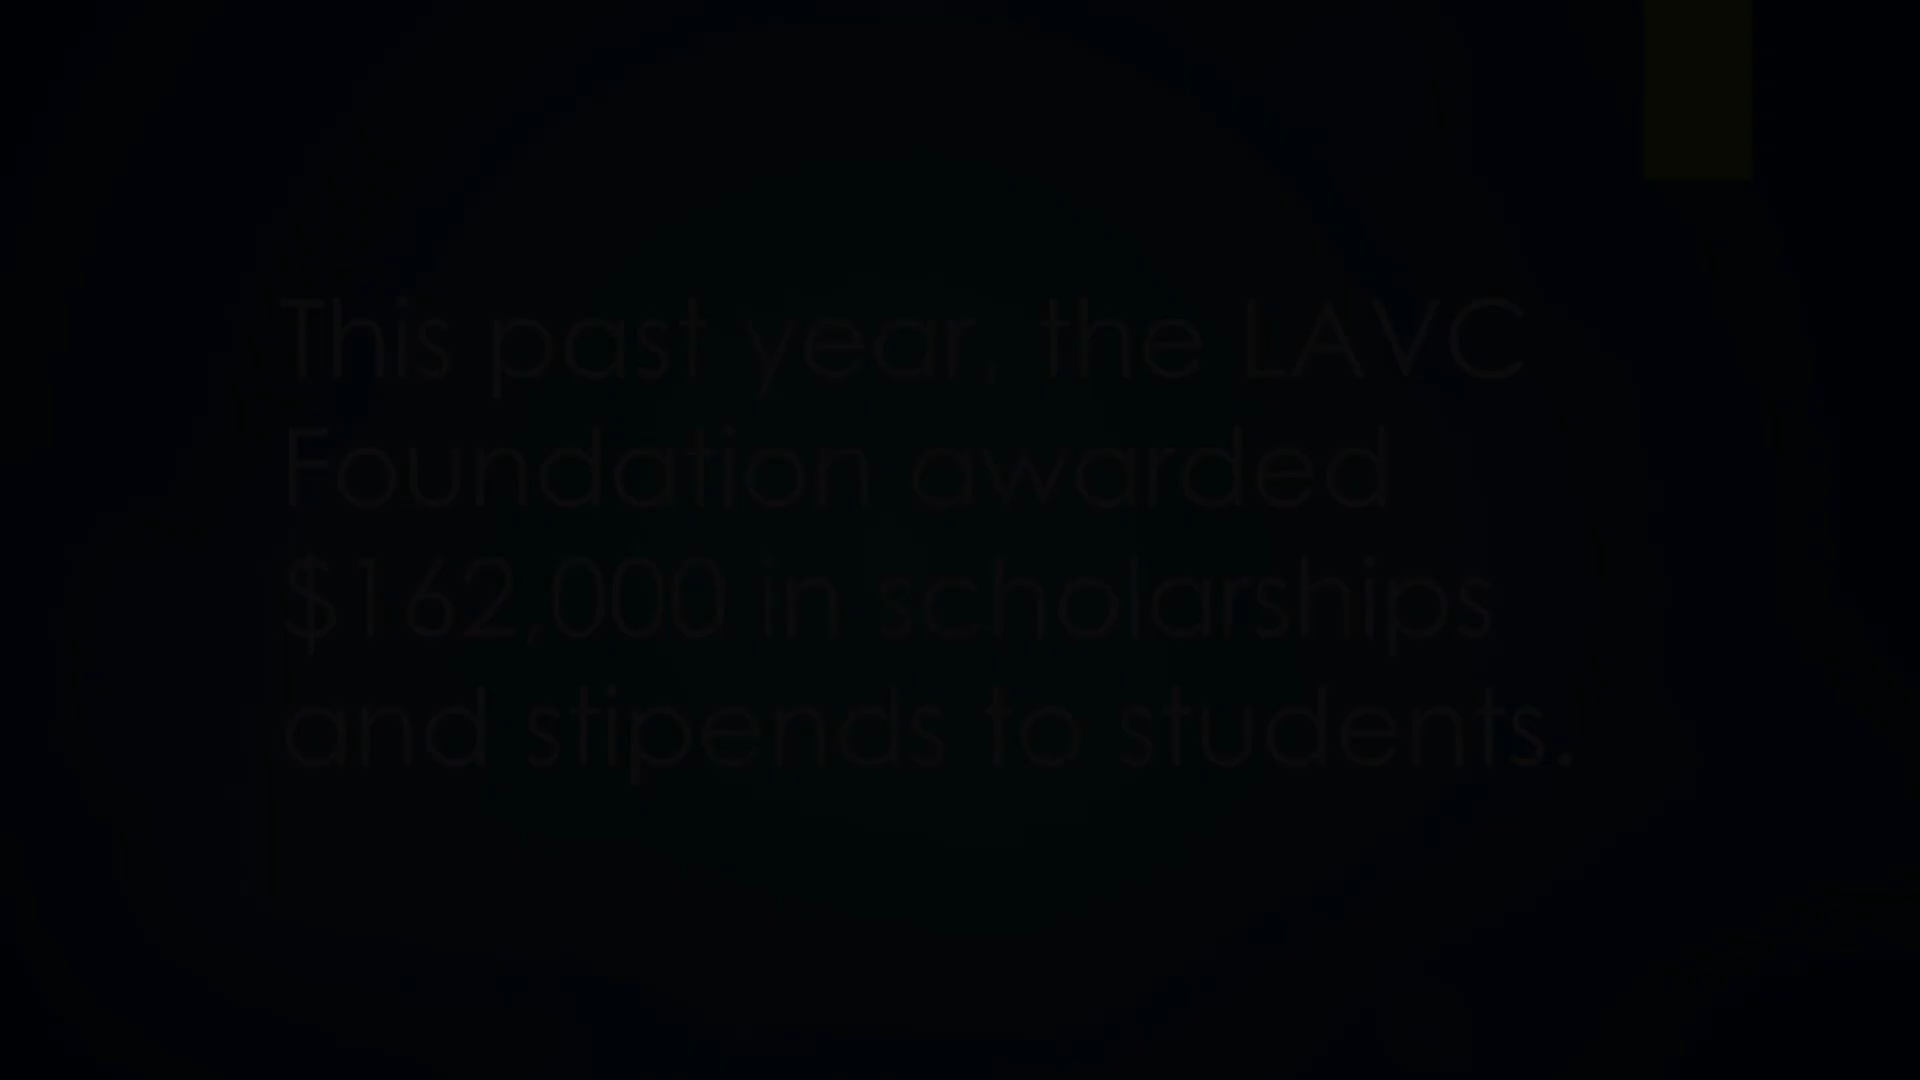 This past year, the LAVC
Foundation awarded
$162,000 in scholarships
and stipends to students.